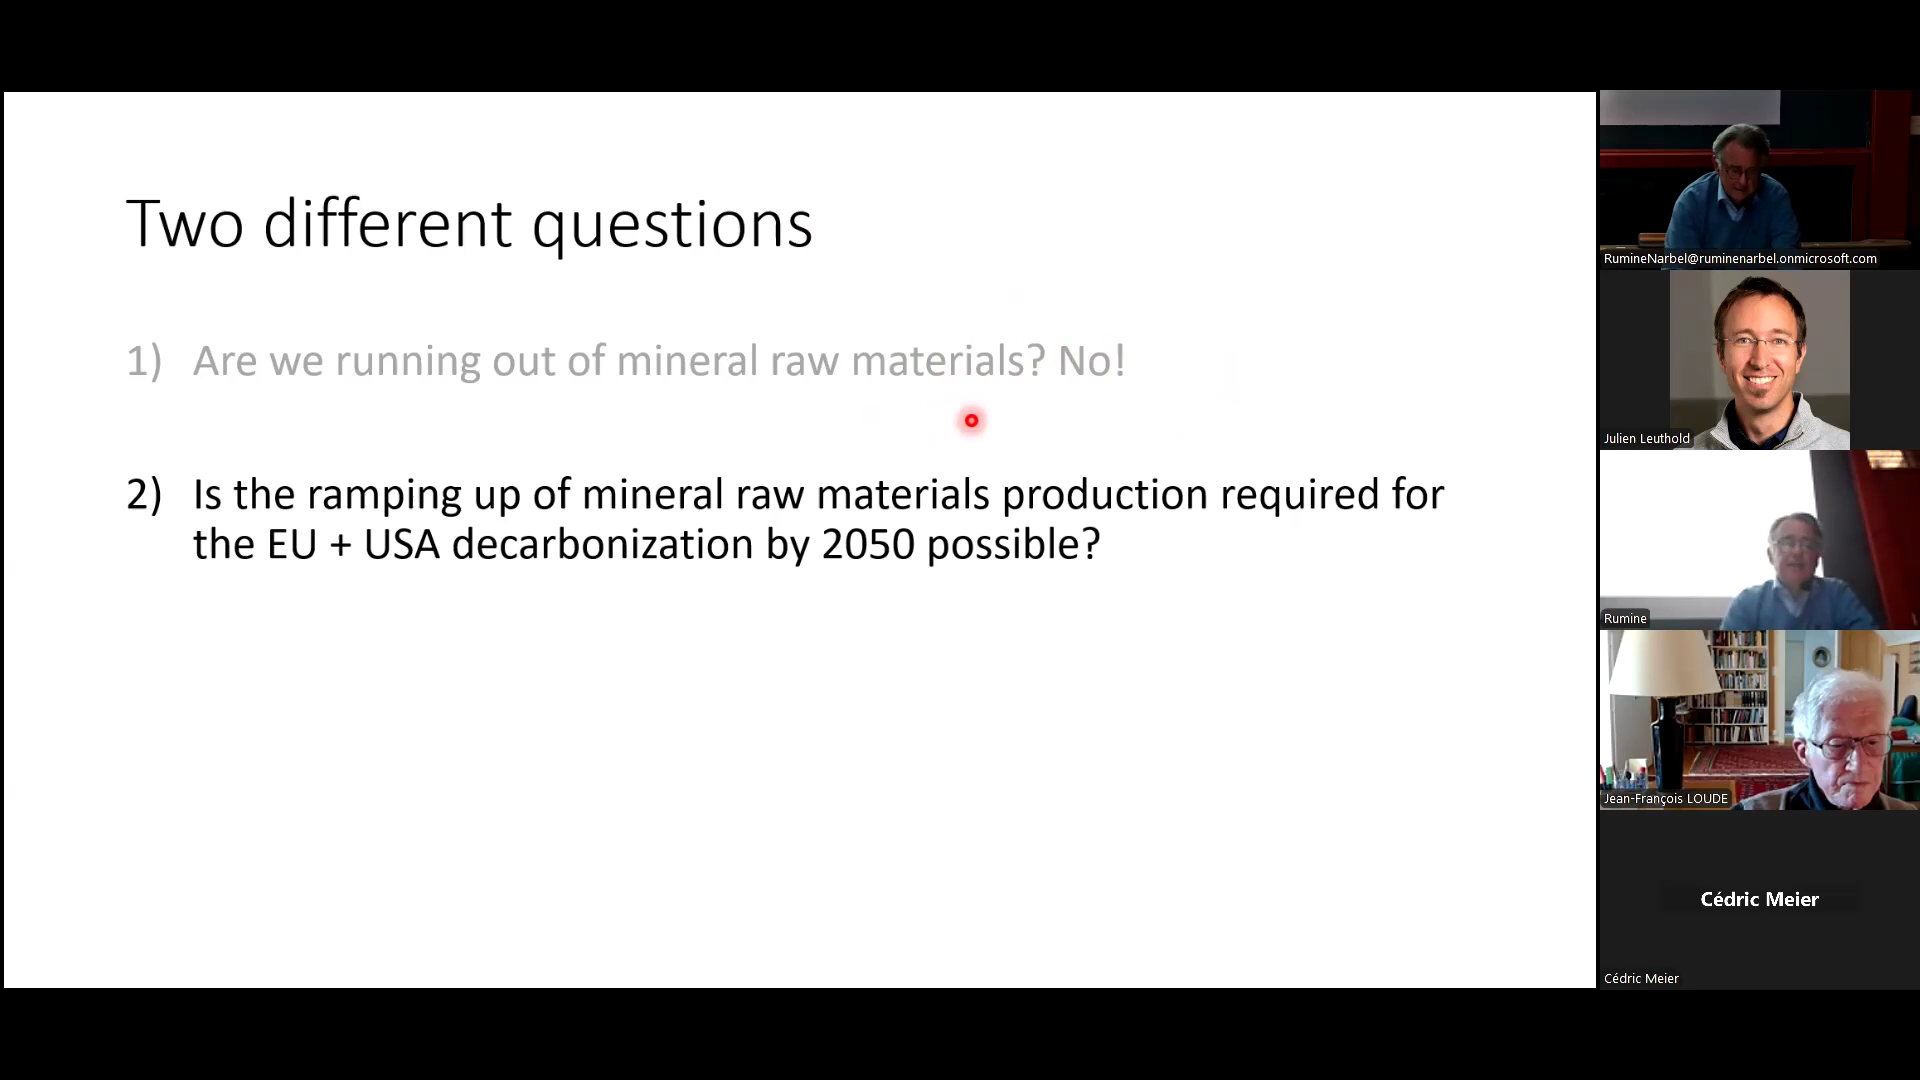 Two different questions
1) Are we running out of mineral raw materials? No!
2) Is the ramping up of mineral raw materials production required for
the EU + USA decarbonization by 2050 possible?
RumineNarbel@ruminenarbel.onmicrosoft.com
Julien Leuthold
Rumine
Jean-François LOUDE
Cédric Meier
Cédric Meier